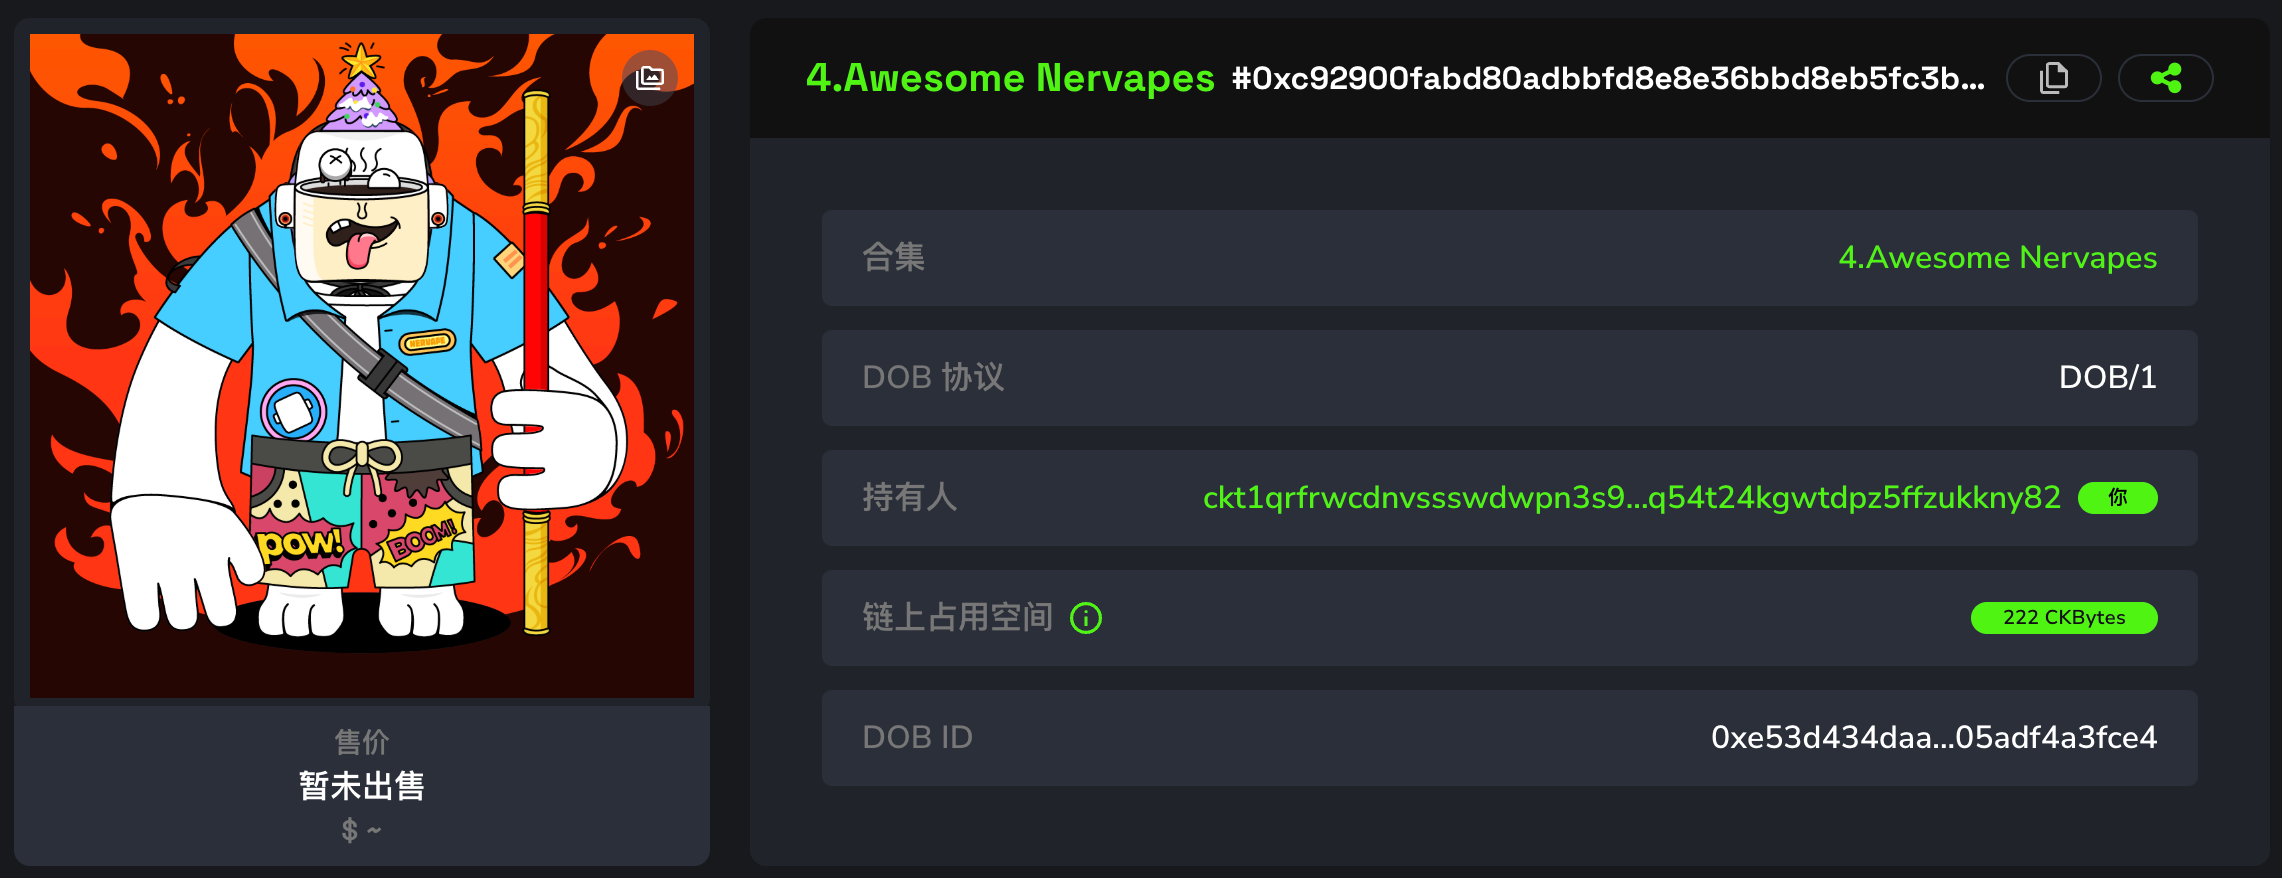 4.Awesome Nervapes #0xc92900fabd80adbbfd8e8e36bbd8eb5fc3b...
NERVAPE
POW!
BOOM!
售价
暂未出售
$ ~
合集 4.Awesome Nervapes
DOB 协议 DOB/1
持有人 ckt1qrfrwcdnvssswdwpn3s9...q54t24kgwtdpz5ffzukkny82 你
链上占用空间 222 CKBytes
DOB ID 0xe53d434daa...05adf4a3fce4